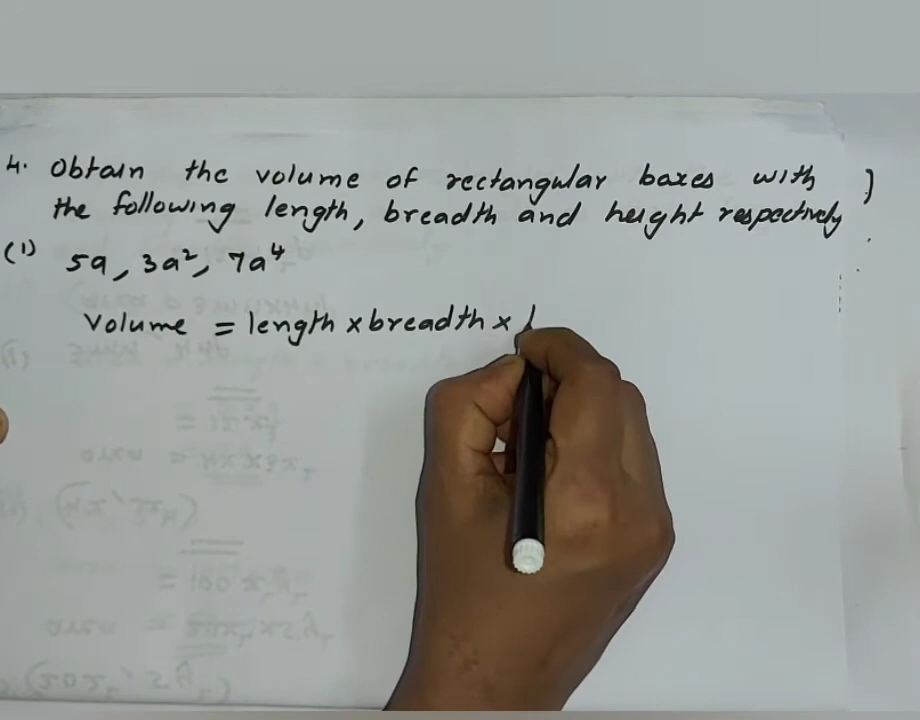 4. Obtain the volume of rectangular boxes with
the following length, breadth and height respectively
(1) 5a, 3a², 7a⁴
Volume = length × breadth ×